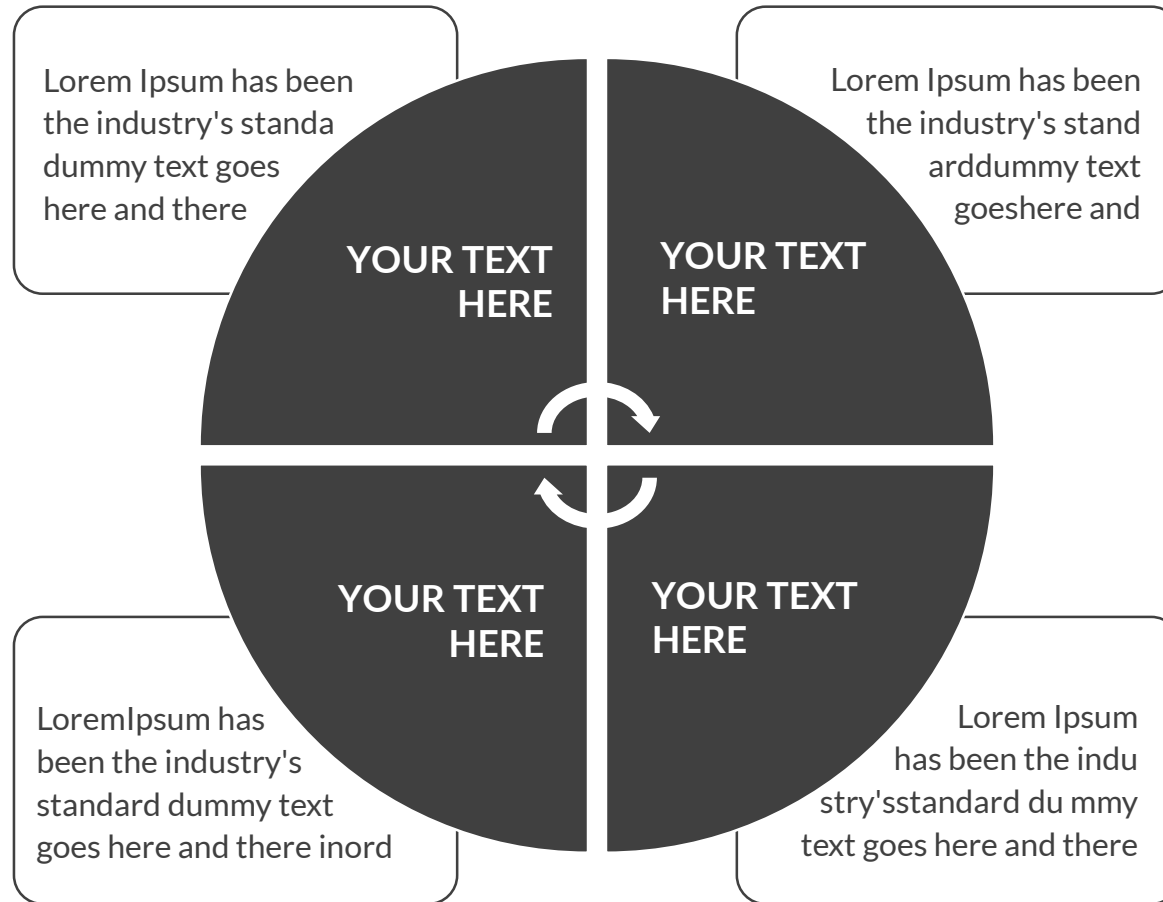 Lorem Ipsum has been
the industry's standa
dummy text goes
here and there
Lorem Ipsum has been
the industry's stand
arddummy text
goeshere and
YOUR TEXT
HERE
YOUR TEXT
HERE
YOUR TEXT
HERE
YOUR TEXT
HERE
LoremIpsum has
been the industry's
standard dummy text
goes here and there inord
Lorem Ipsum
has been the indu
stry'sstandard du mmy
text goes here and there